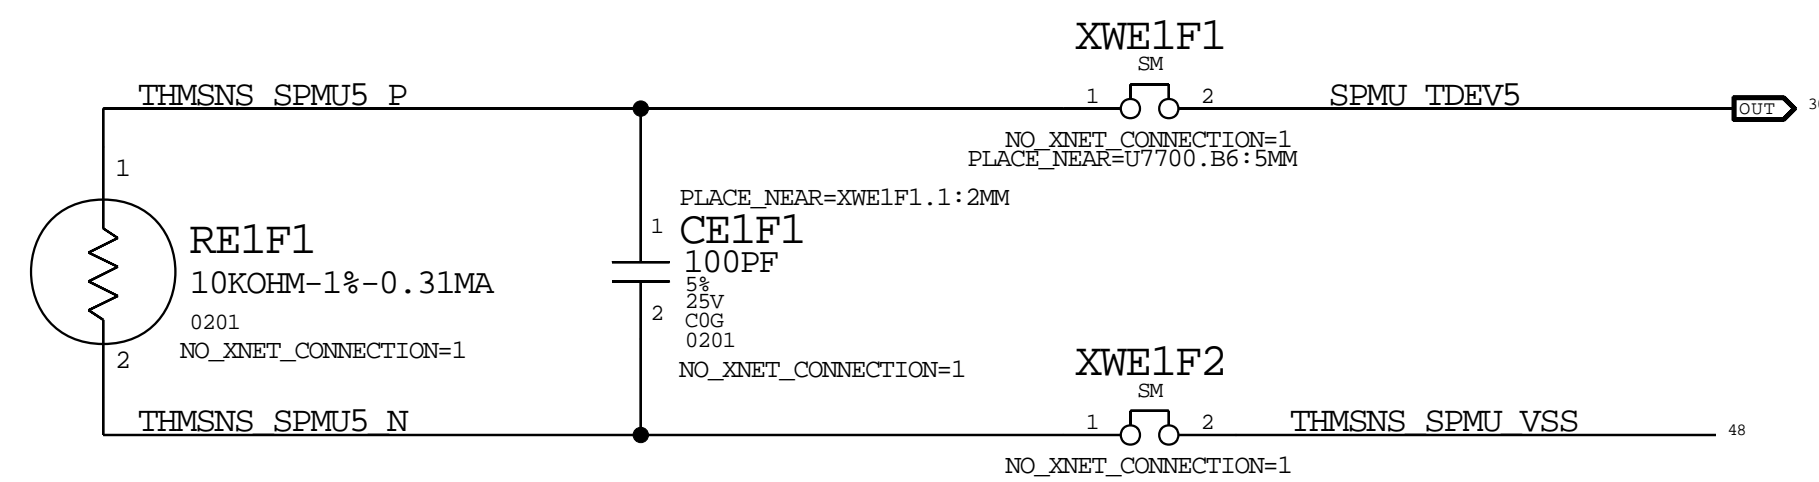 XWE1F1
SM
THMSNS_SPMU5_P
1
2
SPMU_TDEV5
OUT
NO_XNET_CONNECTION=1
PLACE_NEAR=U7700.B6:5MM
1
PLACE_NEAR=XWE1F1.1:2MM
1
CE1F1
RE1F1
100PF
10KOHM-1%-0.31MA
5%
25V
2
C0G
0201
0201
2
NO_XNET_CONNECTION=1
NO_XNET_CONNECTION=1
XWE1F2
SM
THMSNS_SPMU5_N
1
2
THMSNS_SPMU_VSS
48
NO_XNET_CONNECTION=1